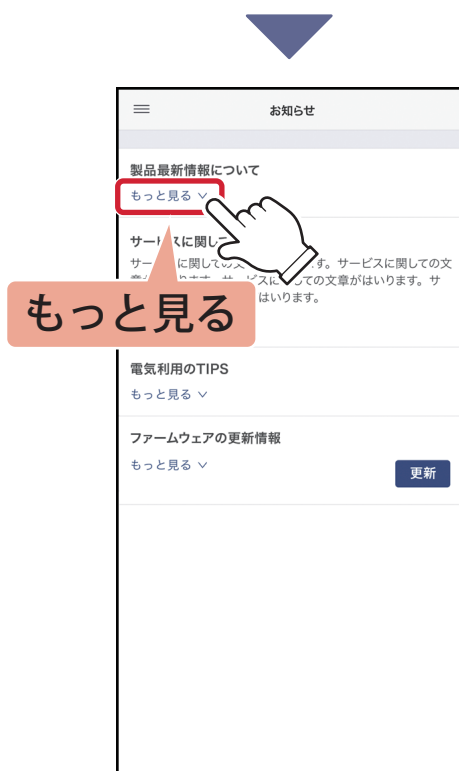 お知らせ
製品最新情報について
もっと見る
サービスに関して
サー に関しての文 す。サービスに関しての文
ります。サ ビスに ての文章がはいります。サ
はいります。
もっと見る
電気利用のTIPS
もっと見る
ファームウェアの更新情報
もっと見る
更新